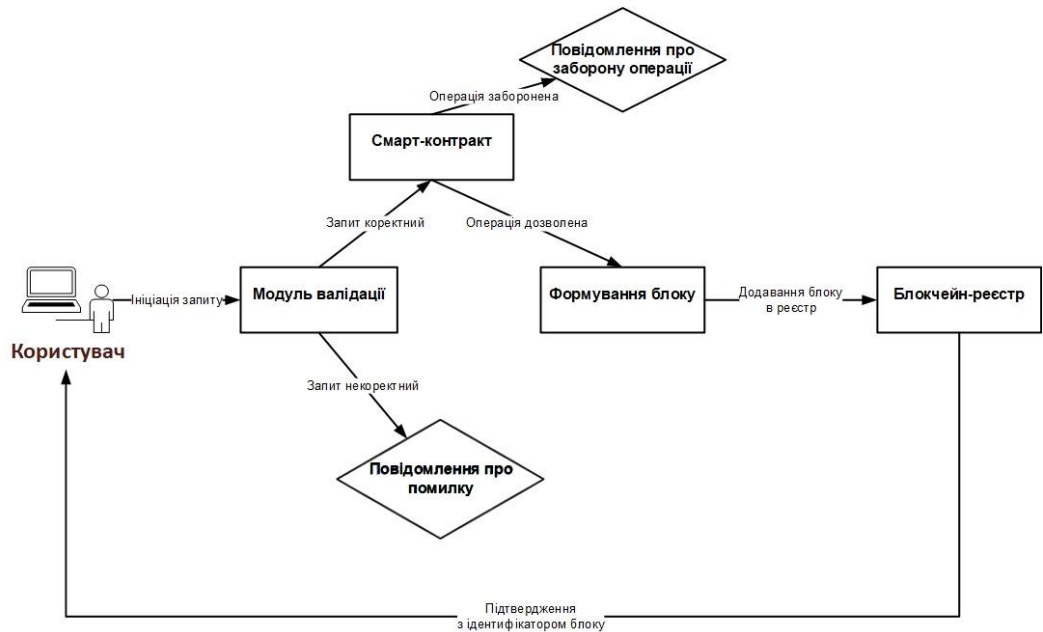 Повідомлення про
заборону операції
Операція заборонена
Смарт-контракт
Запит коректний
Операція дозволена
Ініціація запиту
Модуль валідації
Формування блоку
Додавання блоку
в реєстр
Блокчейн-реєстр
Користувач
Запит некоректний
Повідомлення про
помилку
Підтвердження
з ідентифікатором блоку